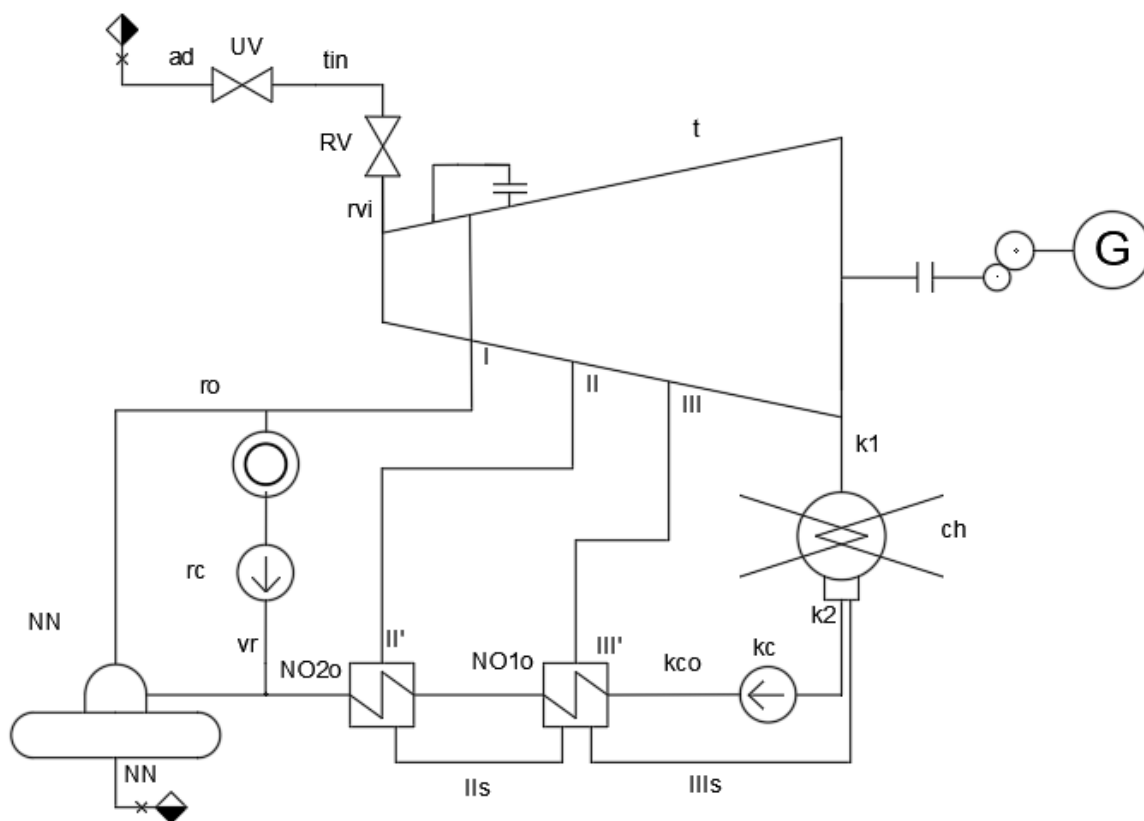 UV
ad
tin
t
RV
rvi
G
I
II
ro
III
k1
ch
rc
k2
NN
II'
III'
kc
vr
NO2o
NO1o
kco
NN
IIs
IIIs